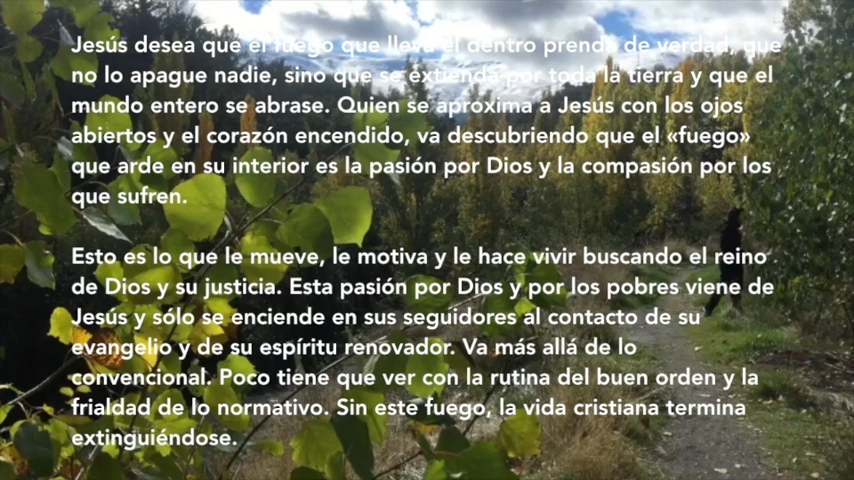 Jesús desea que el fuego que lleva él dentro prenda de verdad, que
no lo apague nadie, sino que se extienda por toda la tierra y que el
mundo entero se abrase. Quien se aproxima a Jesús con los ojos
abiertos y el corazón encendido, va descubriendo que el «fuego»
que arde en su interior es la pasión por Dios y la compasión por los
que sufren.
Esto es lo que le mueve, le motiva y le hace vivir buscando el reino
de Dios y su justicia. Esta pasión por Dios y por los pobres viene de
Jesús y sólo se enciende en sus seguidores al contacto de su
evangelio y de su espíritu renovador. Va más allá de lo
convencional. Poco tiene que ver con la rutina del buen orden y la
frialdad de lo normativo. Sin este fuego, la vida cristiana termina
extinguiéndose.